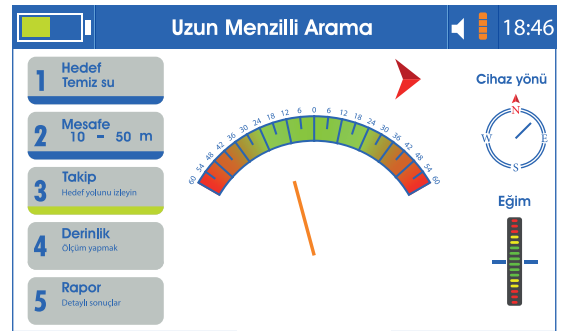 Uzun Menzilli Arama
18:46
1 Hedef
Temiz su
2 Mesafe
10 - 50 m
3 Takip
Hedef yolunu izleyin
4 Derinlik
Ölçüm yapmak
5 Rapor
Detaylı sonuçlar
60 54 48 42 36 30 24 18 12 6 0 6 12 18 24 30 36 42 48 54 60
Cihaz yönü
N
W E
S
Eğim